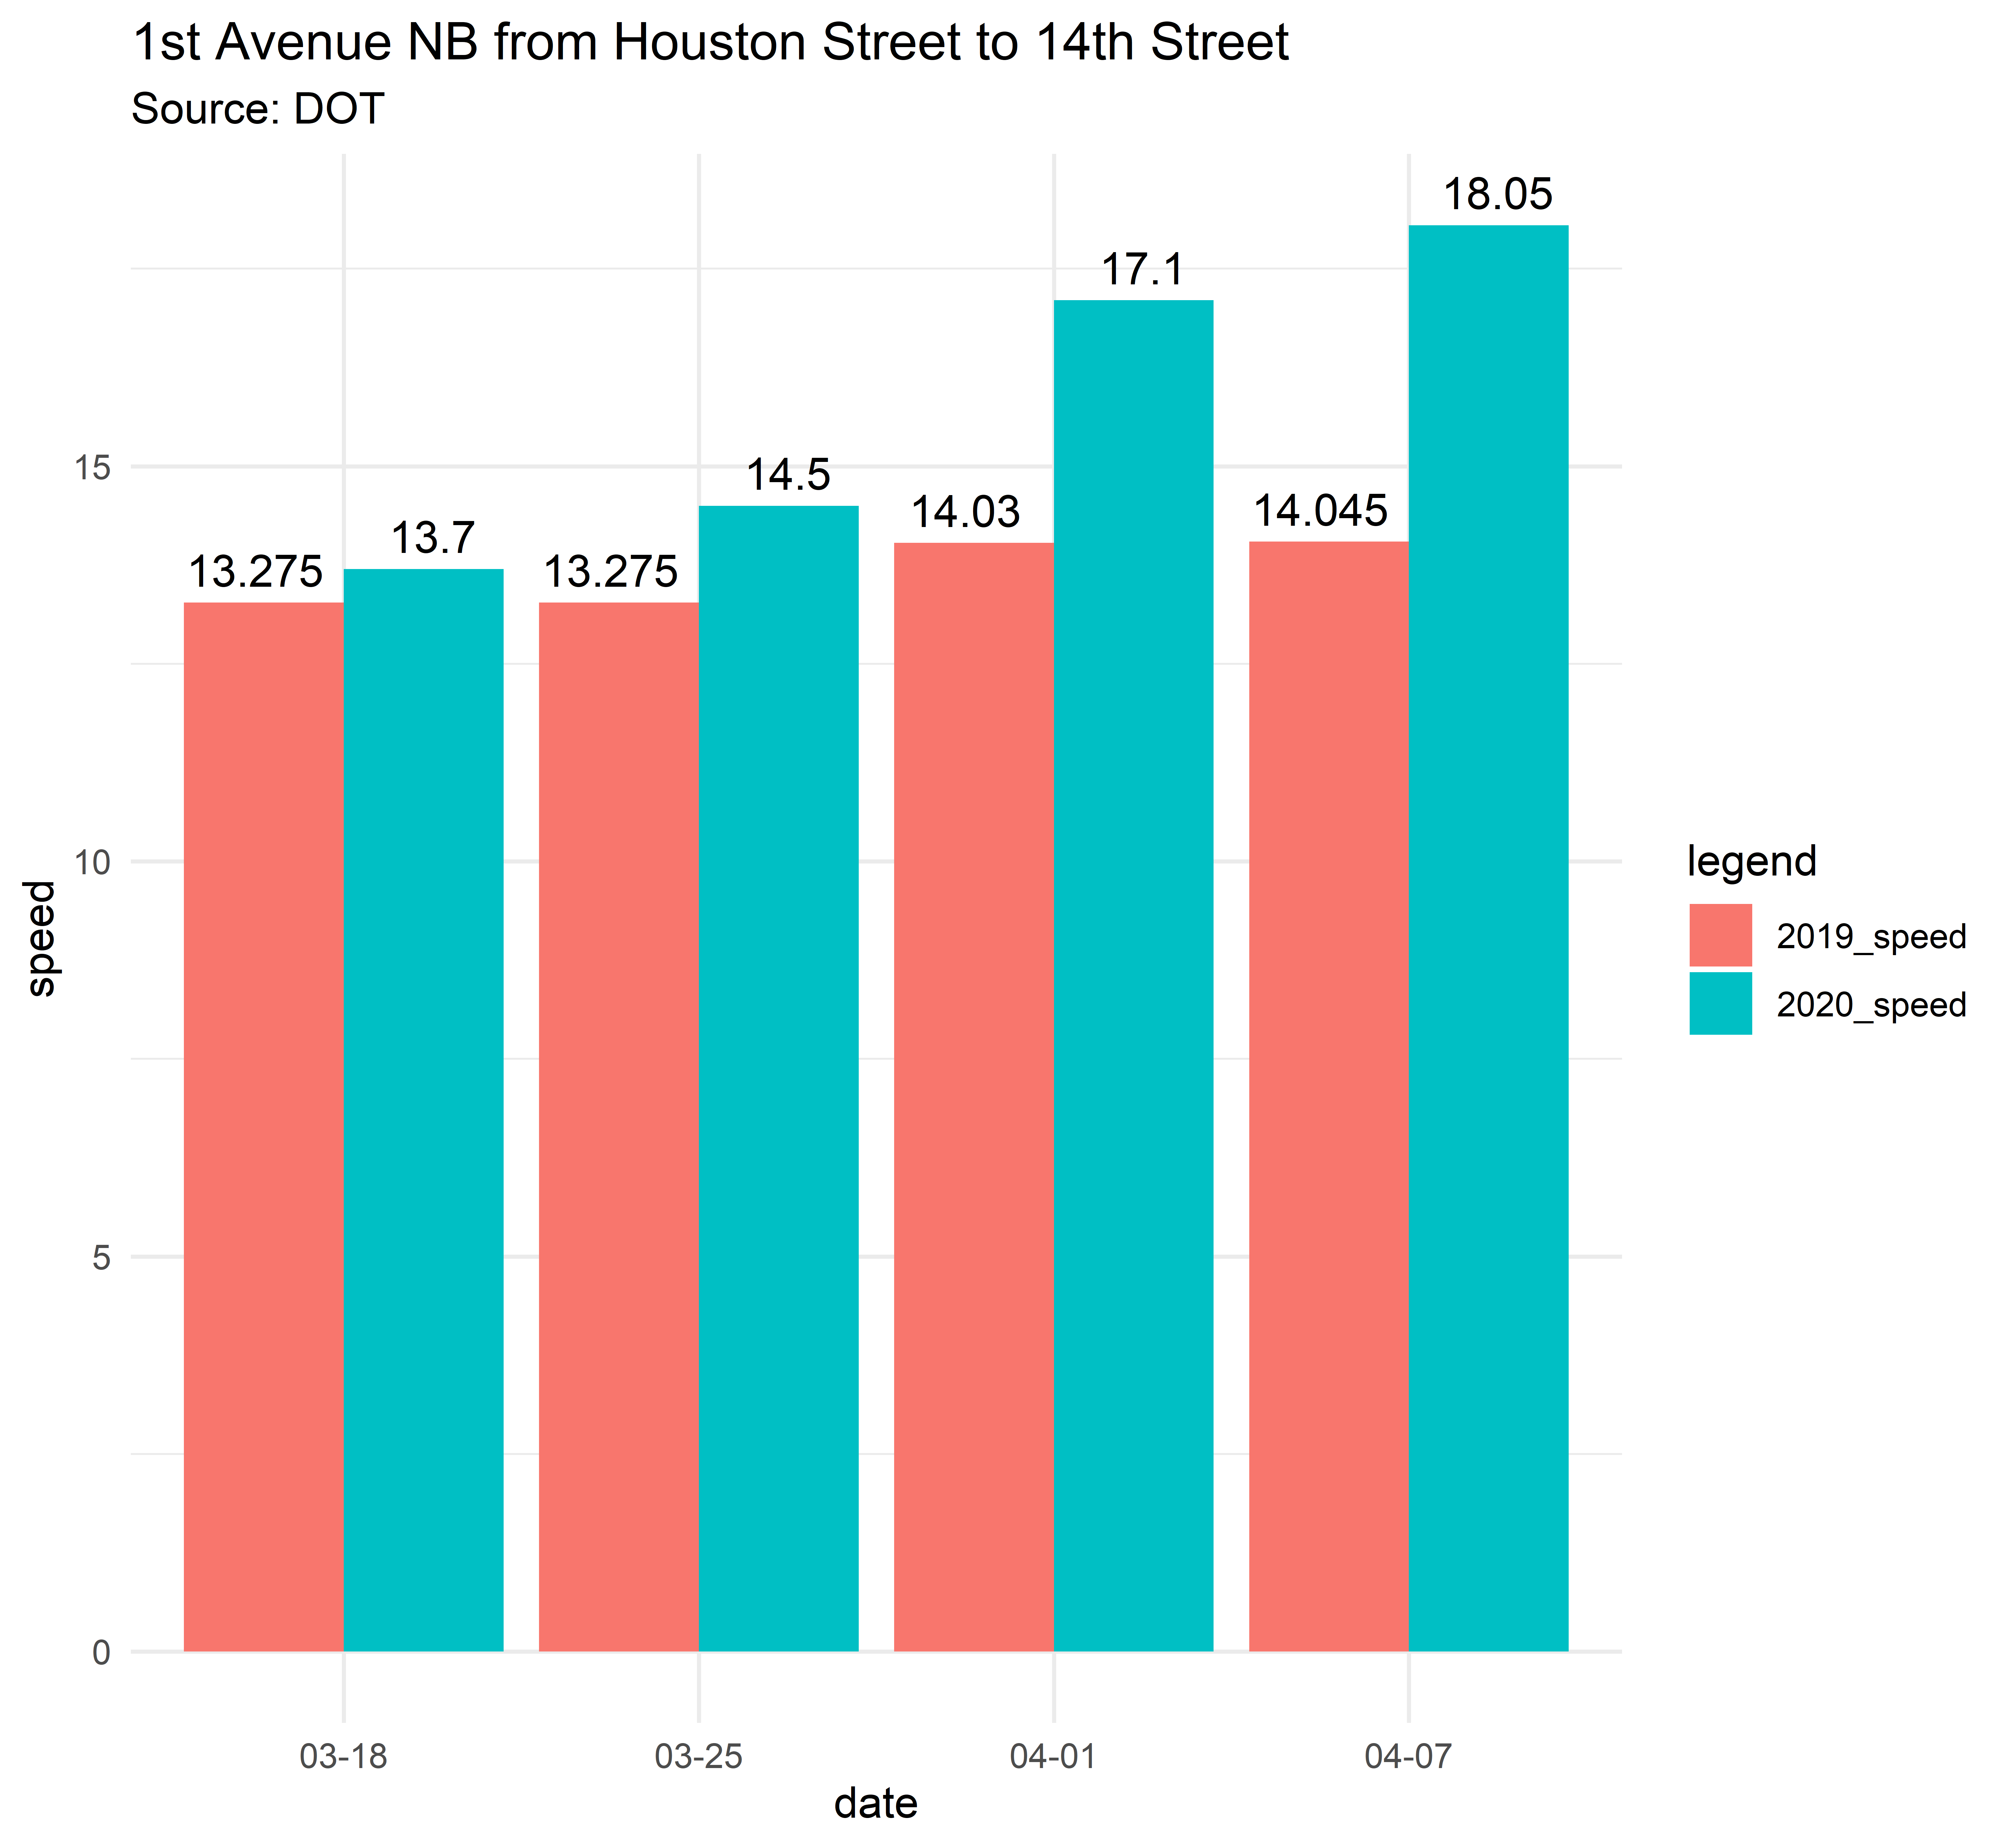 1st Avenue NB from Houston Street to 14th Street
Source: DOT
18.05
17.1
15
14.5
14.03
14.045
13.7
13.275
13.275
10
5
0
speed
legend
2019_speed
2020_speed
03-18
03-25
04-01
04-07
date